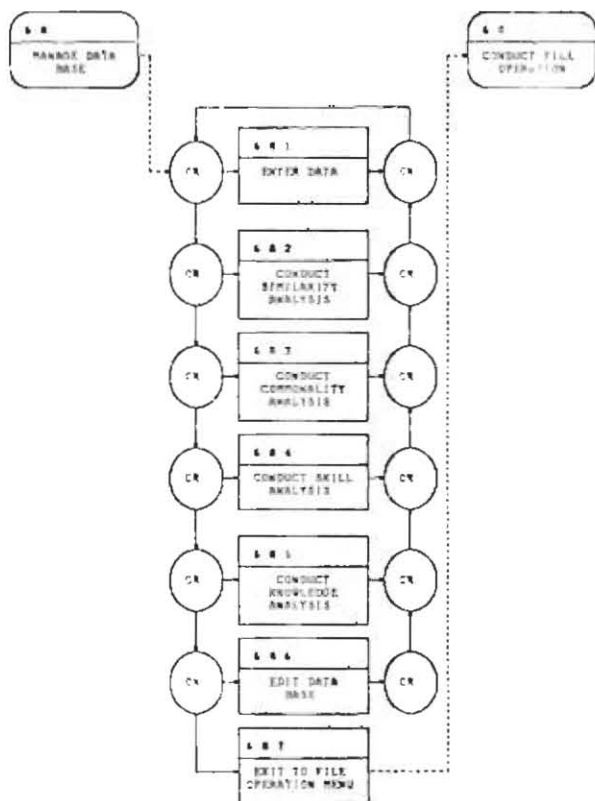 MANAGE DATA
BASE
CONDUCT FILL
OPERATION
OR
ENTER DATA
OR
OR
CONDUCT
SIMILARITY
ANALYSIS
OR
OR
CONDUCT
COMMONALITY
ANALYSIS
OR
OR
CONDUCT SKILL
ANALYSIS
OR
OR
CONDUCT
KNOWLEDGE
ANALYSIS
OR
OR
EDIT DATA
BASE
OR
EXIT TO FILE
OPERATION MENU